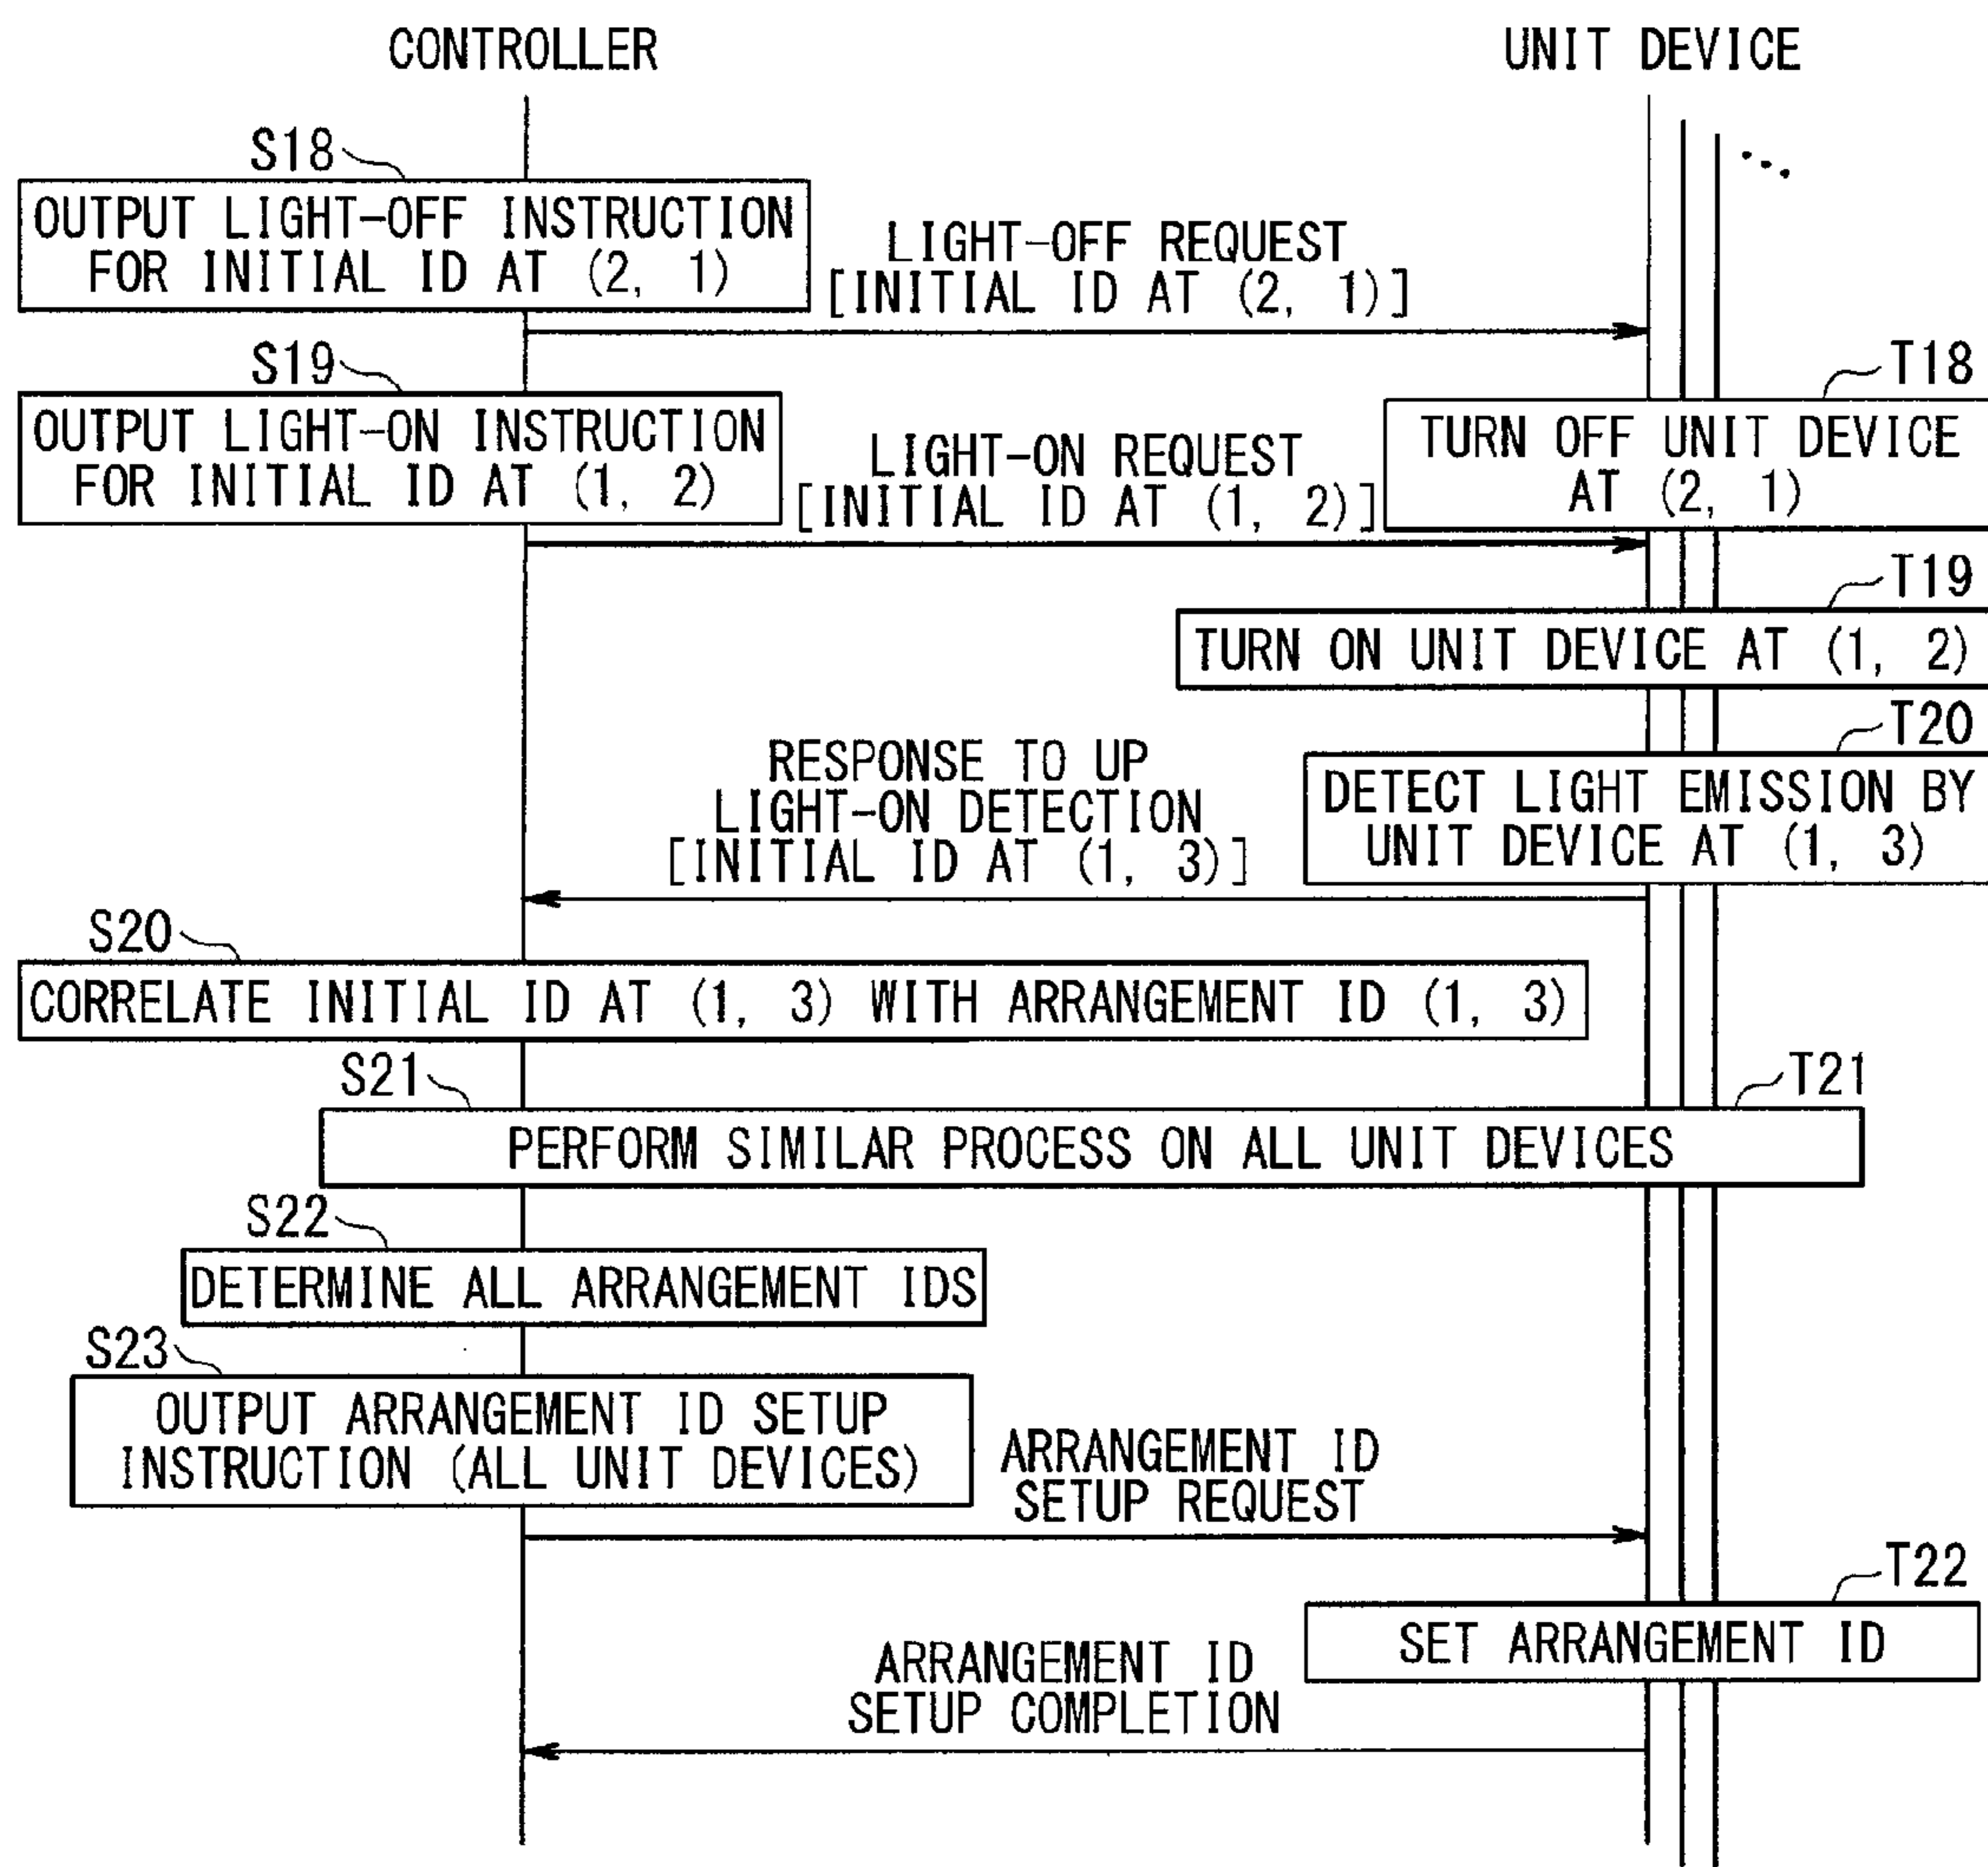 CONTROLLER
UNIT DEVICE
S18
OUTPUT LIGHT-OFF INSTRUCTION
FOR INITIAL ID AT (2, 1)
LIGHT-OFF REQUEST
[INITIAL ID AT (2, 1)]
S19
OUTPUT LIGHT-ON INSTRUCTION
FOR INITIAL ID AT (1, 2)
LIGHT-ON REQUEST
[INITIAL ID AT (1, 2)]
T18
TURN OFF UNIT DEVICE
AT (2, 1)
T19
TURN ON UNIT DEVICE AT (1, 2)
T20
DETECT LIGHT EMISSION BY
UNIT DEVICE AT (1, 3)
RESPONSE TO UP
LIGHT-ON DETECTION
[INITIAL ID AT (1, 3)]
S20
CORRELATE INITIAL ID AT (1, 3) WITH ARRANGEMENT ID (1, 3)
S21
T21
PERFORM SIMILAR PROCESS ON ALL UNIT DEVICES
S22
DETERMINE ALL ARRANGEMENT IDS
S23
OUTPUT ARRANGEMENT ID SETUP
INSTRUCTION (ALL UNIT DEVICES)
ARRANGEMENT ID
SETUP REQUEST
T22
SET ARRANGEMENT ID
ARRANGEMENT ID
SETUP COMPLETION